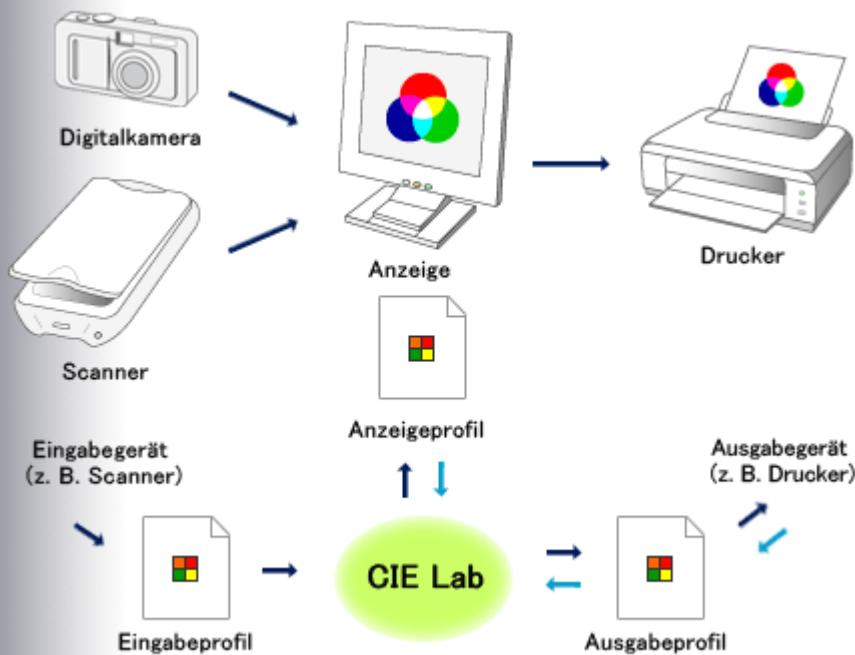 Digitalkamera
Anzeige
Drucker
Scanner
Anzeigeprofil
Eingabegerät
(z. B. Scanner)
Ausgabegerät
(z. B. Drucker)
CIE Lab
Eingabeprofil
Ausgabeprofil